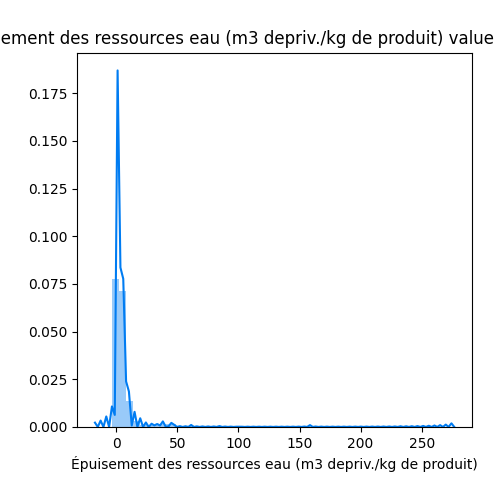 ement des ressources eau (m3 depriv./kg de produit) value
0.175
0.150
0.125
0.100
0.075
0.050
0.025
0.000
0 50 100 150 200 250
Épuisement des ressources eau (m3 depriv./kg de produit)